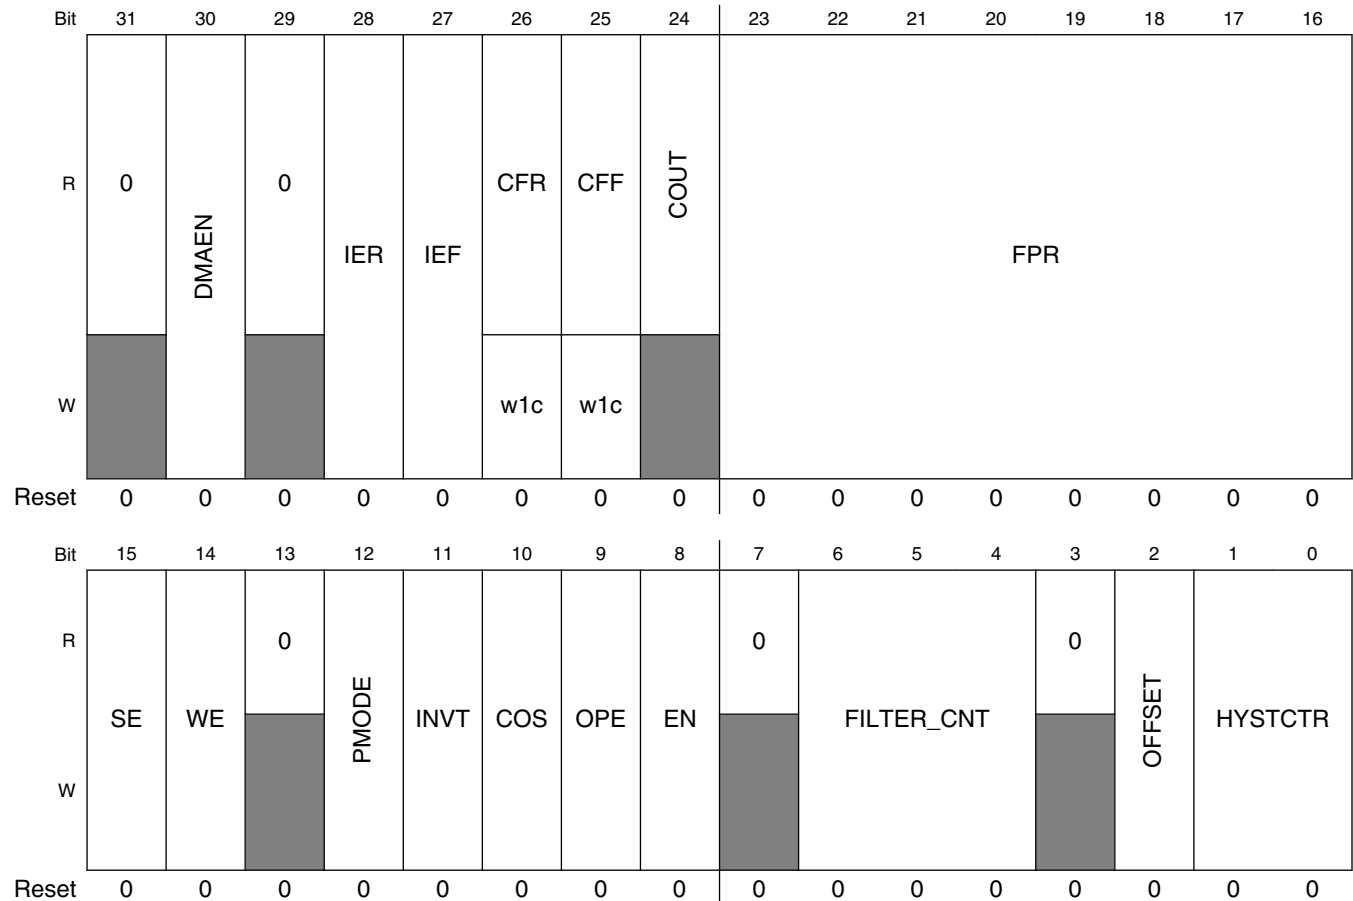 Bit 31 30 29 28 27 26 25 24 23 22 21 20 19 18 17 16
R 0 0 CFR CFF COUT
DMAEN IER IEF FPR
W w1c w1c
Reset 0 0 0 0 0 0 0 0 0 0 0 0 0 0 0 0
Bit 15 14 13 12 11 10 9 8 7 6 5 4 3 2 1 0
R 0 0 0
SE WE PMODE INVT COS OPE EN FILTER_CNT OFFSET HYSTCTR
W
Reset 0 0 0 0 0 0 0 0 0 0 0 0 0 0 0 0